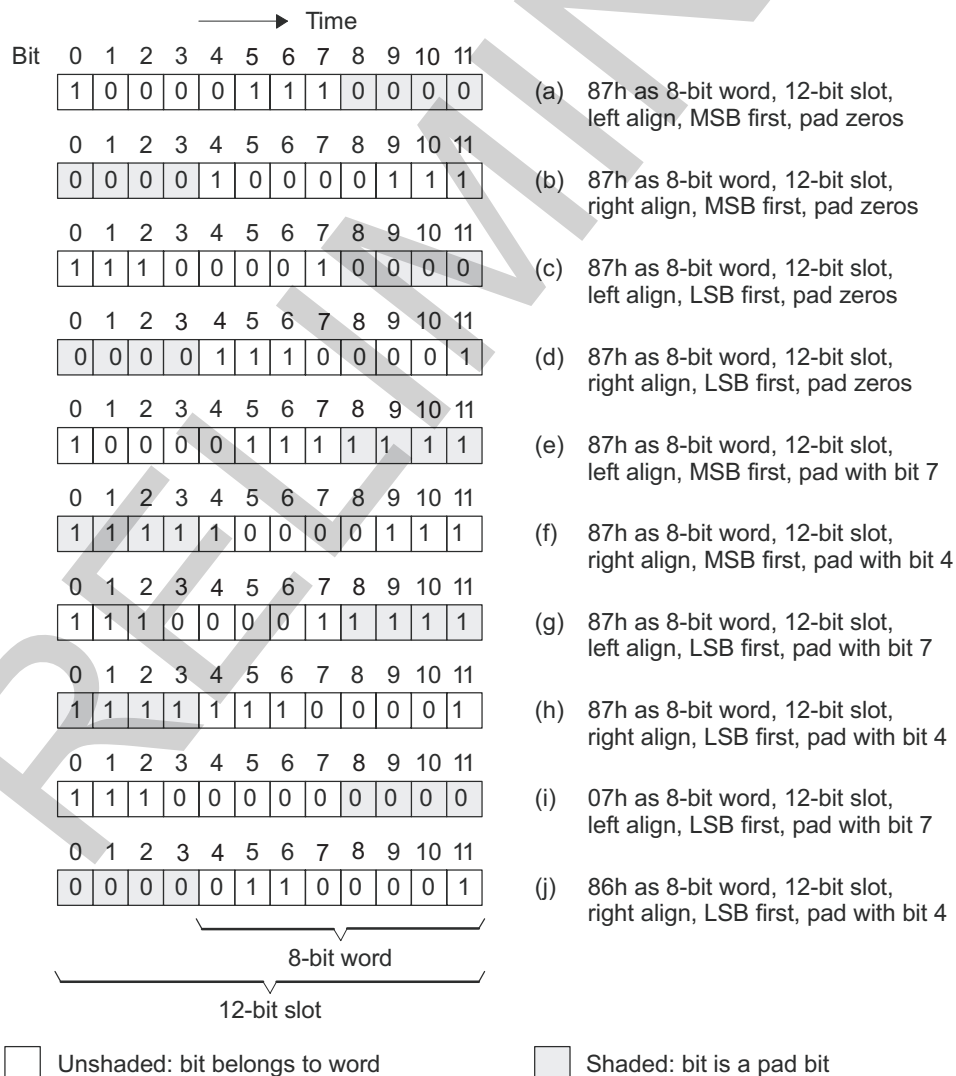 Time
Bit 0 1 2 3 4 5 6 7 8 9 10 11
1 0 0 0 0 1 1 1 0 0 0 0
(a) 87h as 8-bit word, 12-bit slot,
left align, MSB first, pad zeros
0 1 2 3 4 5 6 7 8 9 10 11
0 0 0 0 1 0 0 0 0 1 1 1
(b) 87h as 8-bit word, 12-bit slot,
right align, MSB first, pad zeros
0 1 2 3 4 5 6 7 8 9 10 11
1 1 1 0 0 0 0 1 0 0 0 0
(c) 87h as 8-bit word, 12-bit slot,
left align, LSB first, pad zeros
0 1 2 3 4 5 6 7 8 9 10 11
0 0 0 0 1 1 1 0 0 0 0 1
(d) 87h as 8-bit word, 12-bit slot,
right align, LSB first, pad zeros
0 1 2 3 4 5 6 7 8 9 10 11
1 0 0 0 0 1 1 1 1 1 1 1
(e) 87h as 8-bit word, 12-bit slot,
left align, MSB first, pad with bit 7
0 1 2 3 4 5 6 7 8 9 10 11
1 1 1 1 1 0 0 0 0 1 1 1
(f) 87h as 8-bit word, 12-bit slot,
right align, MSB first, pad with bit 4
0 1 2 3 4 5 6 7 8 9 10 11
1 1 1 0 0 0 0 1 1 1 1 1
(g) 87h as 8-bit word, 12-bit slot,
left align, LSB first, pad with bit 7
0 1 2 3 4 5 6 7 8 9 10 11
1 1 1 1 1 1 1 0 0 0 0 1
(h) 87h as 8-bit word, 12-bit slot,
right align, LSB first, pad with bit 4
0 1 2 3 4 5 6 7 8 9 10 11
1 1 1 0 0 0 0 0 0 0 0 0
(i) 07h as 8-bit word, 12-bit slot,
left align, LSB first, pad with bit 7
0 1 2 3 4 5 6 7 8 9 10 11
0 0 0 0 0 1 1 0 0 0 0 1
(j) 86h as 8-bit word, 12-bit slot,
right align, LSB first, pad with bit 4
8-bit word
12-bit slot
Unshaded: bit belongs to word
Shaded: bit is a pad bit
RELIMIN